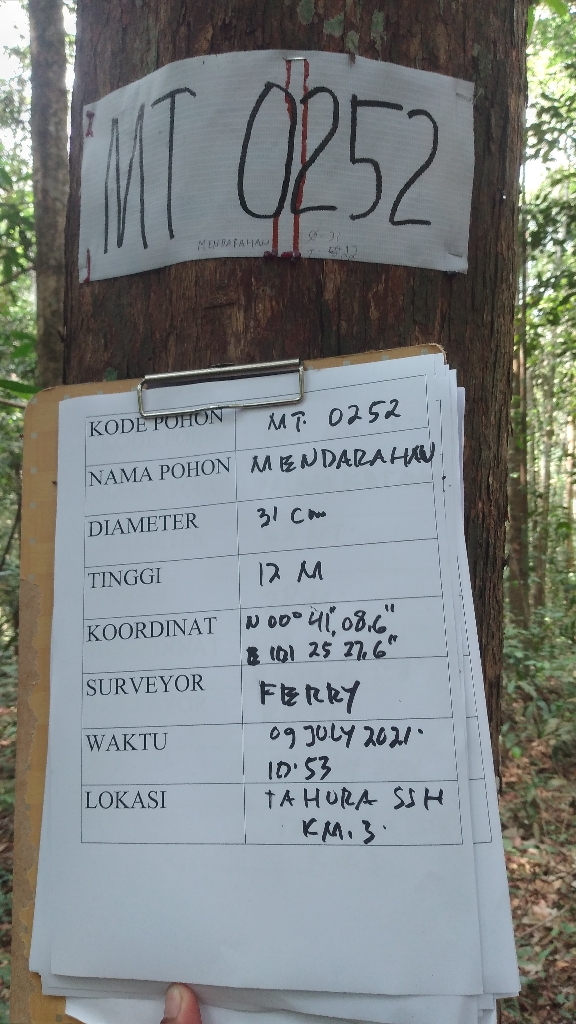 MT 0252
MENDARAHAN
KODE POHON MT. 0252
NAMA POHON MENDARAHAN
DIAMETER 31 cm
TINGGI 12 M
KOORDINAT N 00° 41', 08,6"
E 101 25 27,6"
SURVEYOR FERRY
WAKTU 09 JULY 2021.
10.53
LOKASI TAHURA SSH
KM. 3.